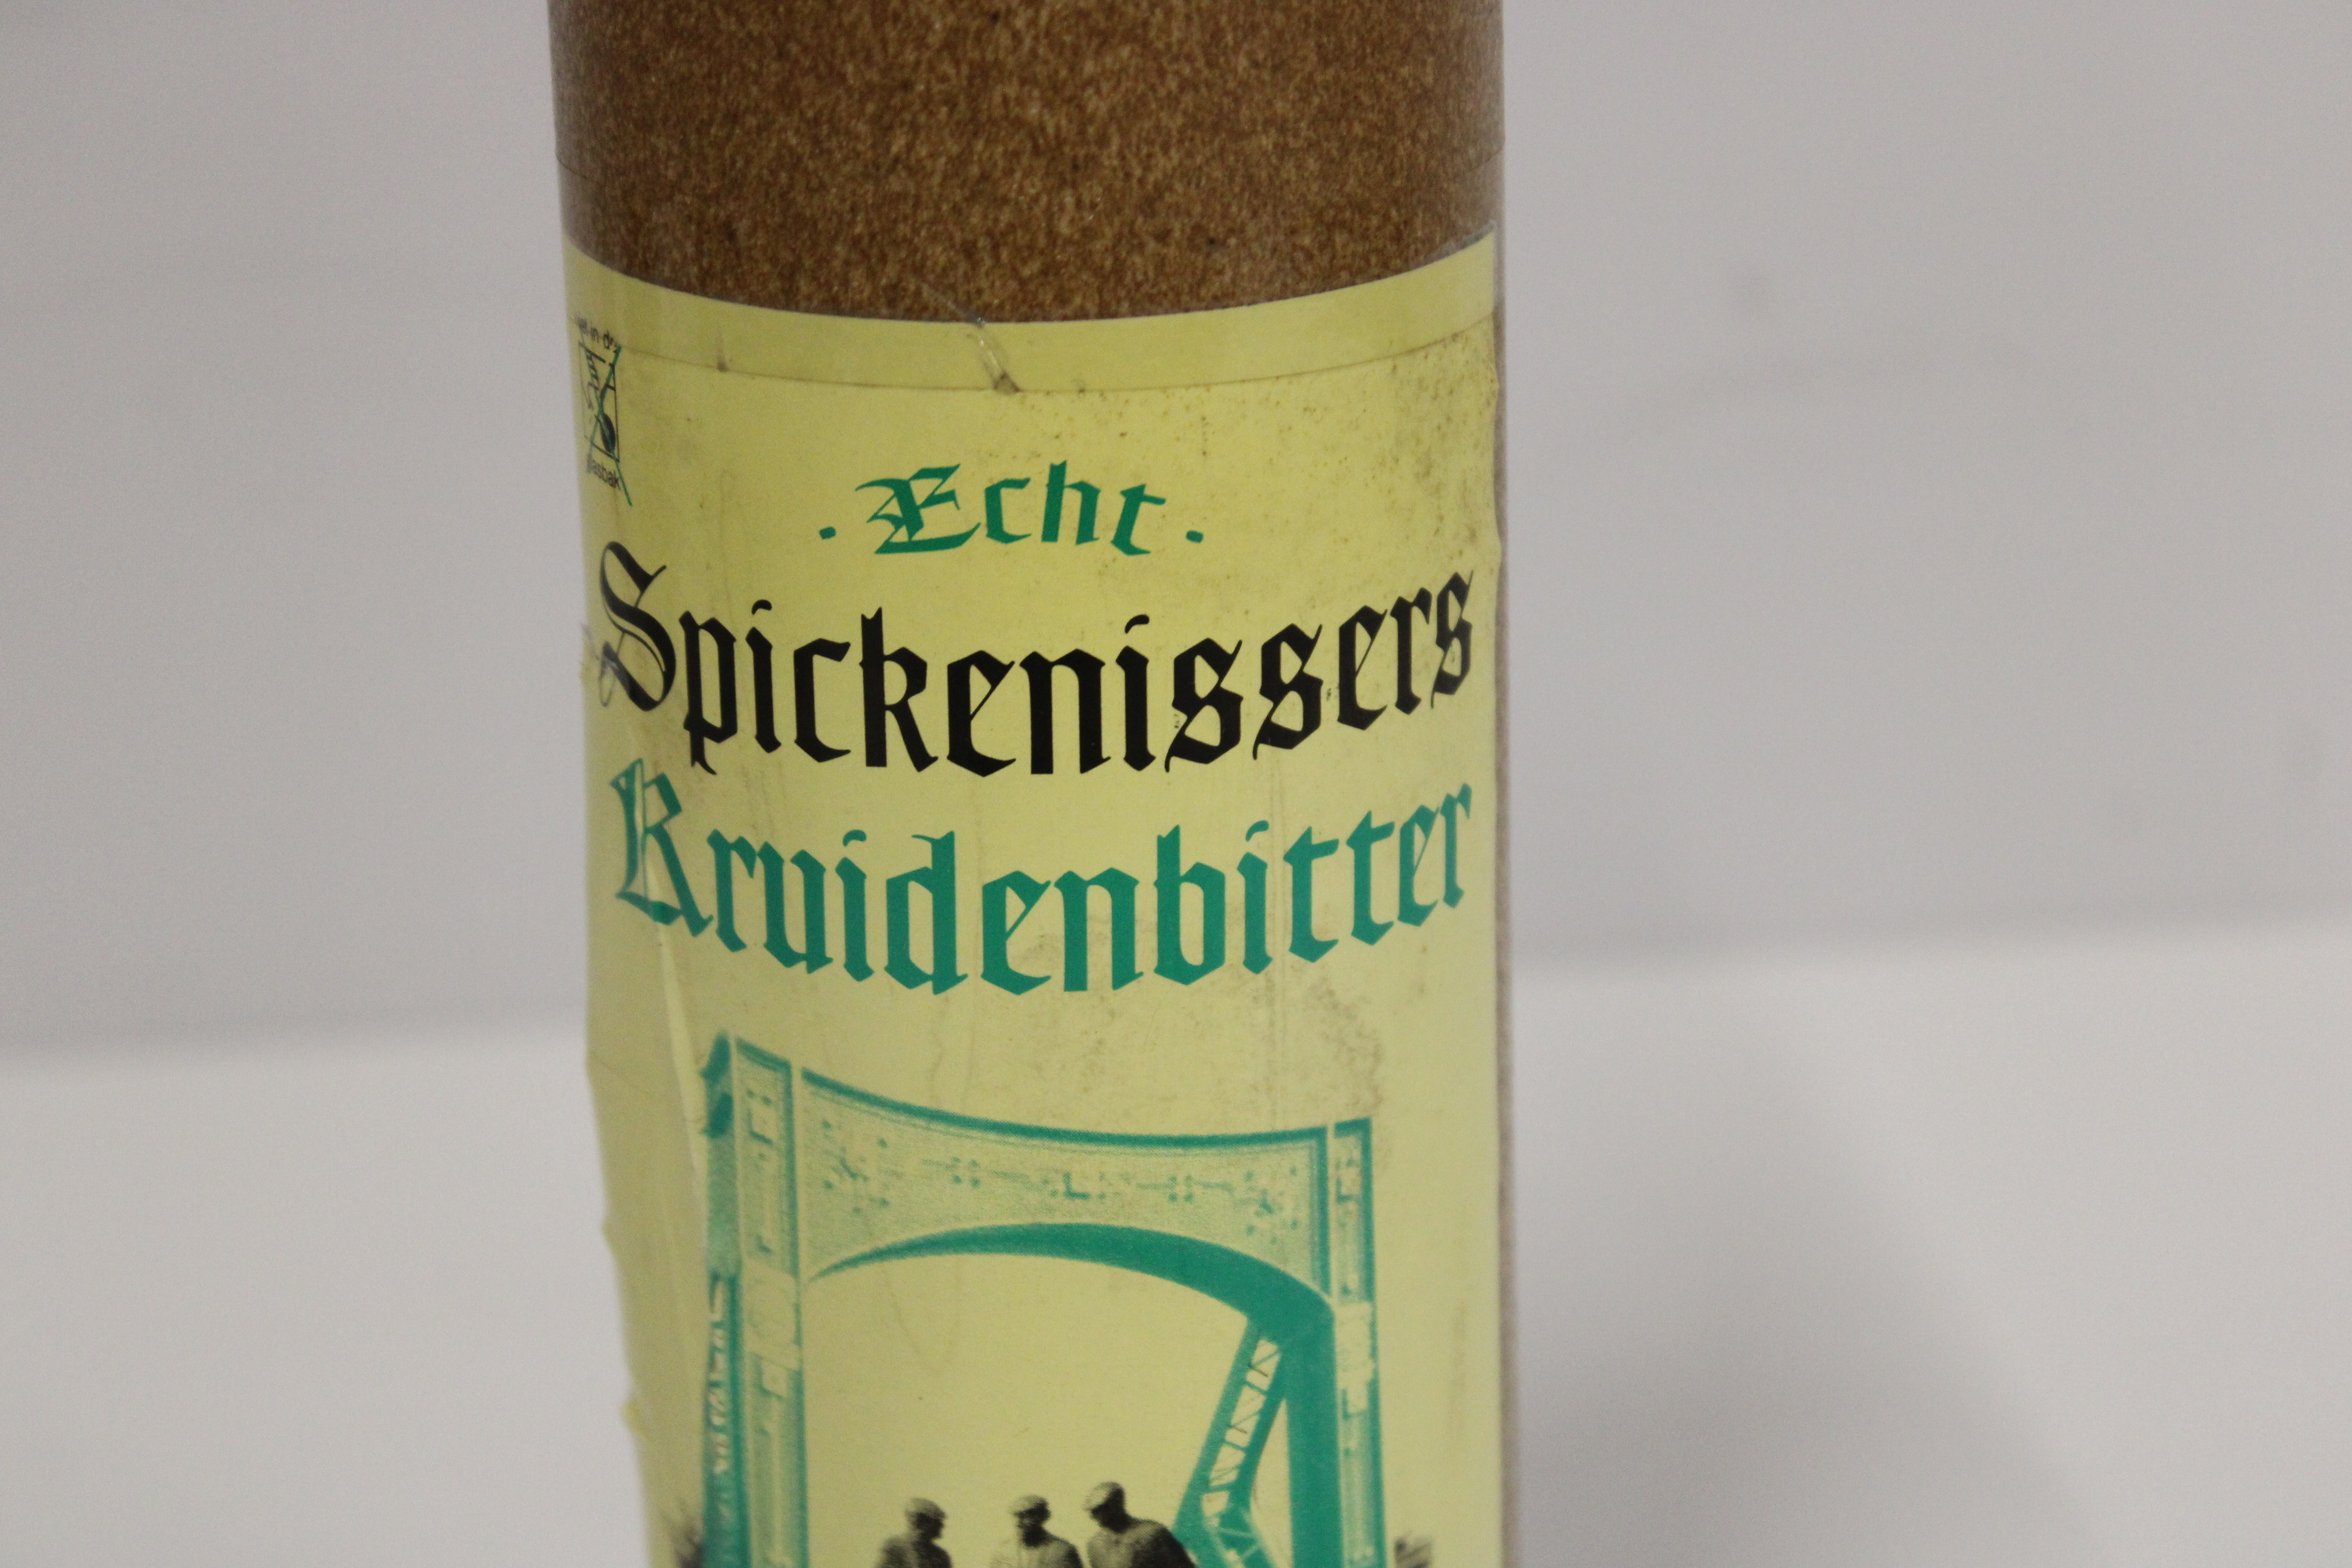 · Echt ·
Spickenissers
Kruidenbitter